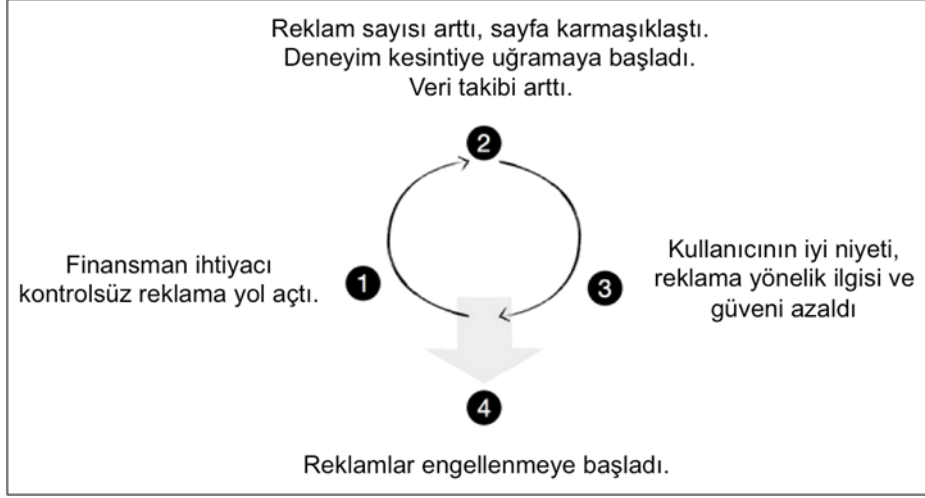 Reklam sayısı arttı, sayfa karmaşıklaştı.
Deneyim kesintiye uğramaya başladı.
Veri takibi arttı.
2
Finansman ihtiyacı
kontrolsüz reklama yol açtı.
1
3
Kullanıcının iyi niyeti,
reklama yönelik ilgisi ve
güveni azaldı
4
Reklamlar engellenmeye başladı.